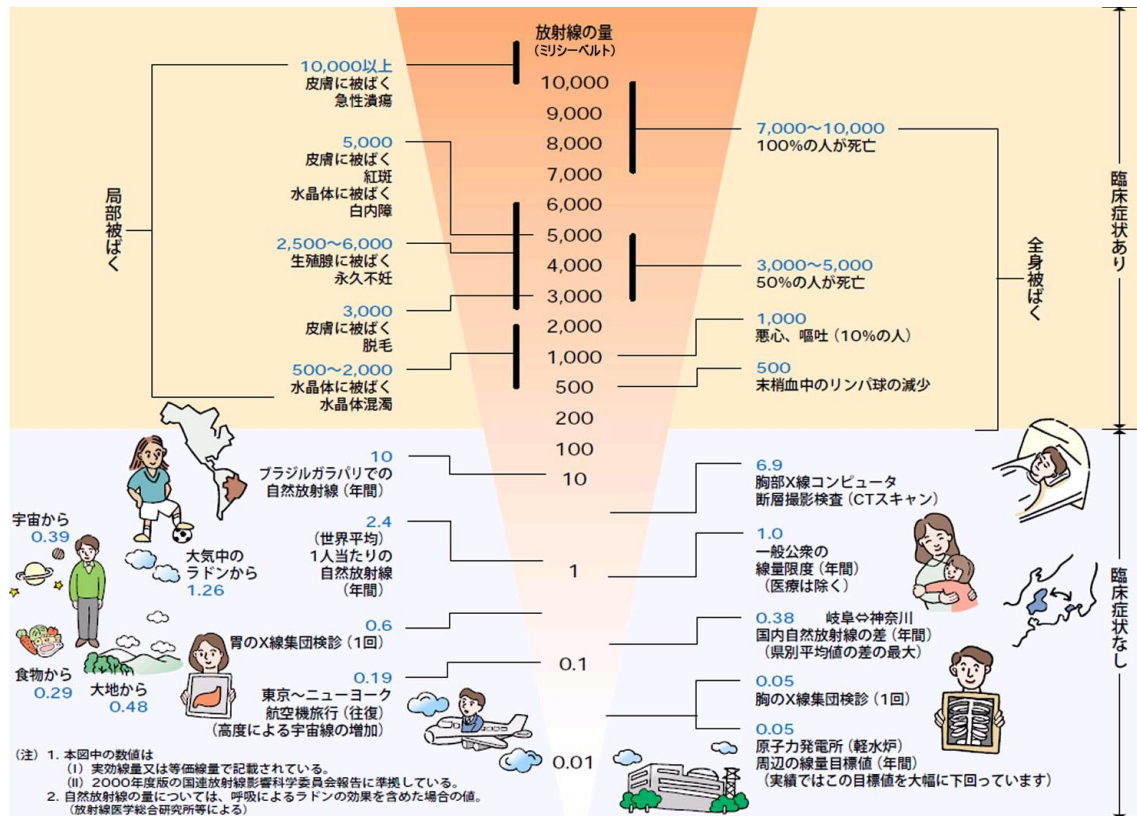 放射線の量
(ミリシーベルト)
10,000
9,000
8,000
7,000
6,000
5,000
4,000
3,000
2,000
1,000
500
200
100
10
1
0.1
0.01
局部被ばく
10,000以上
皮膚に被ばく
急性潰瘍
5,000
皮膚に被ばく
紅斑
水晶体に被ばく
白内障
2,500～6,000
生殖腺に被ばく
永久不妊
3,000
皮膚に被ばく
脱毛
500～2,000
水晶体に被ばく
水晶体混濁
7,000～10,000
100%の人が死亡
3,000～5,000
50%の人が死亡
1,000
悪心、嘔吐(10%の人)
500
末梢血中のリンパ球の減少
全身被ばく
臨床症状あり
臨床症状なし
10
ブラジルガラパリでの
自然放射線(年間)
2.4
(世界平均)
1人当たりの
自然放射線
(年間)
宇宙から
0.39
大気中の
ラドンから
1.26
食物から
0.29
大地から
0.48
0.6
胃のX線集団検診(1回)
0.19
東京～ニューヨーク
航空機旅行(往復)
(高度による宇宙線の増加)
6.9
胸部X線コンピュータ
断層撮影検査(CTスキャン)
1.0
一般公衆の
線量限度(年間)
(医療は除く)
0.38 岐阜⇔神奈川
国内自然放射線の差(年間)
(県別平均値の差の最大)
0.05
胸のX線集団検診(1回)
0.05
原子力発電所(軽水炉)
周辺の線量目標値(年間)
(実績ではこの目標値を大幅に下回っています)
(注) 1. 本図中の数値は
(I) 実効線量又は等価線量で記載されている。
(II) 2000年度版の国連放射線影響科学委員会報告に準拠している。
2. 自然放射線の量については、呼吸によるラドンの効果を含めた場合の値。
(放射線医学総合研究所等による)